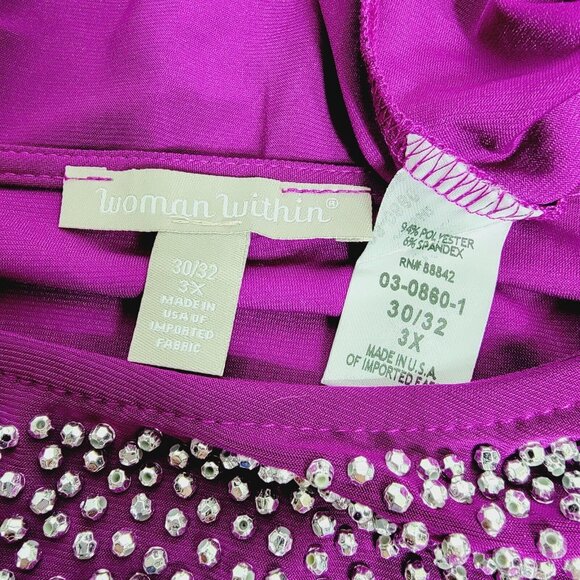 woman within®
30/32
3X
MADE IN
USA OF
IMPORTED
FABRIC
94% POLYESTER
6% SPANDEX
RN# 88842
03-0860-1
30/32
3X
MADE IN U.S.A.
OF IMPORTED